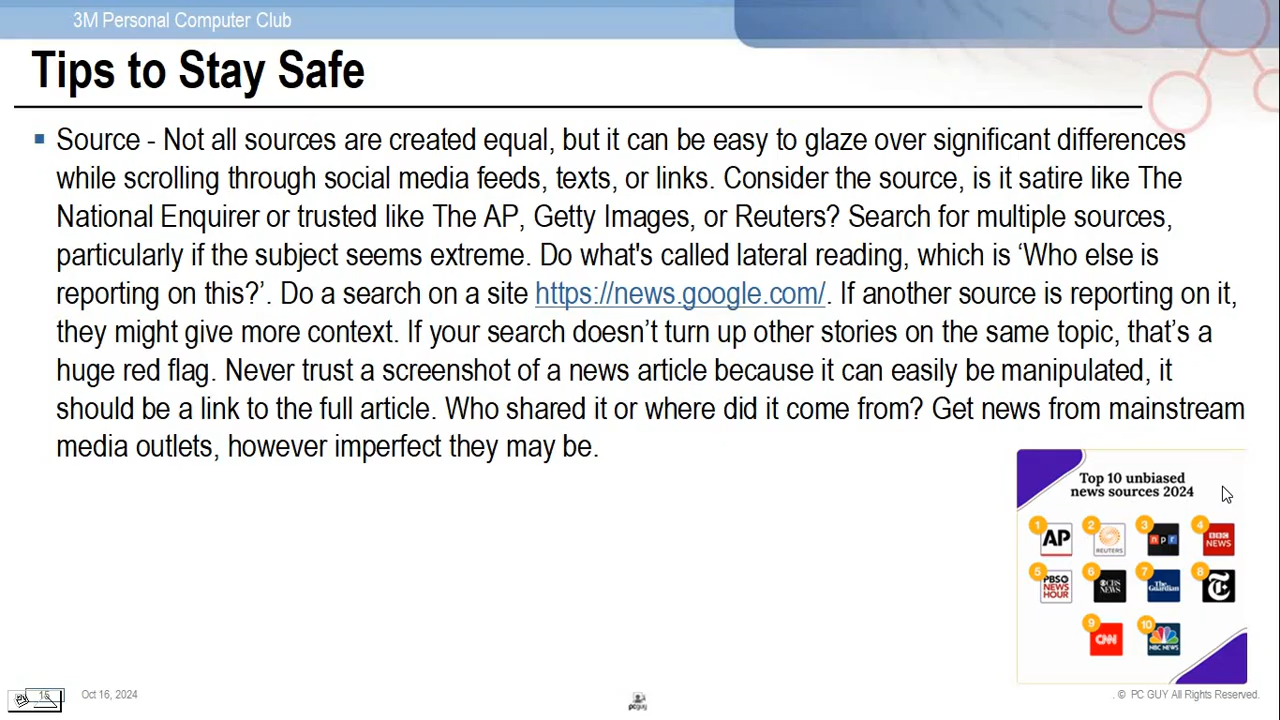 3M Personal Computer Club
Tips to Stay Safe
Source - Not all sources are created equal, but it can be easy to glaze over significant differences
while scrolling through social media feeds, texts, or links. Consider the source, is it satire like The
National Enquirer or trusted like The AP, Getty Images, or Reuters? Search for multiple sources,
particularly if the subject seems extreme. Do what's called lateral reading, which is ‘Who else is
reporting on this?’. Do a search on a site https://news.google.com/. If another source is reporting on it,
they might give more context. If your search doesn’t turn up other stories on the same topic, that’s a
huge red flag. Never trust a screenshot of a news article because it can easily be manipulated, it
should be a link to the full article. Who shared it or where did it come from? Get news from mainstream
media outlets, however imperfect they may be.
Top 10 unbiased
news sources 2024
1 AP 2 REUTERS 3 npr 4 BBC NEWS
5 PBS NEWS HOUR 6 CBS NEWS 7 The Guardian 8 T
9 CNN 10 NBC NEWS
15 Oct 16, 2024 pcguy . © PC GUY All Rights Reserved.